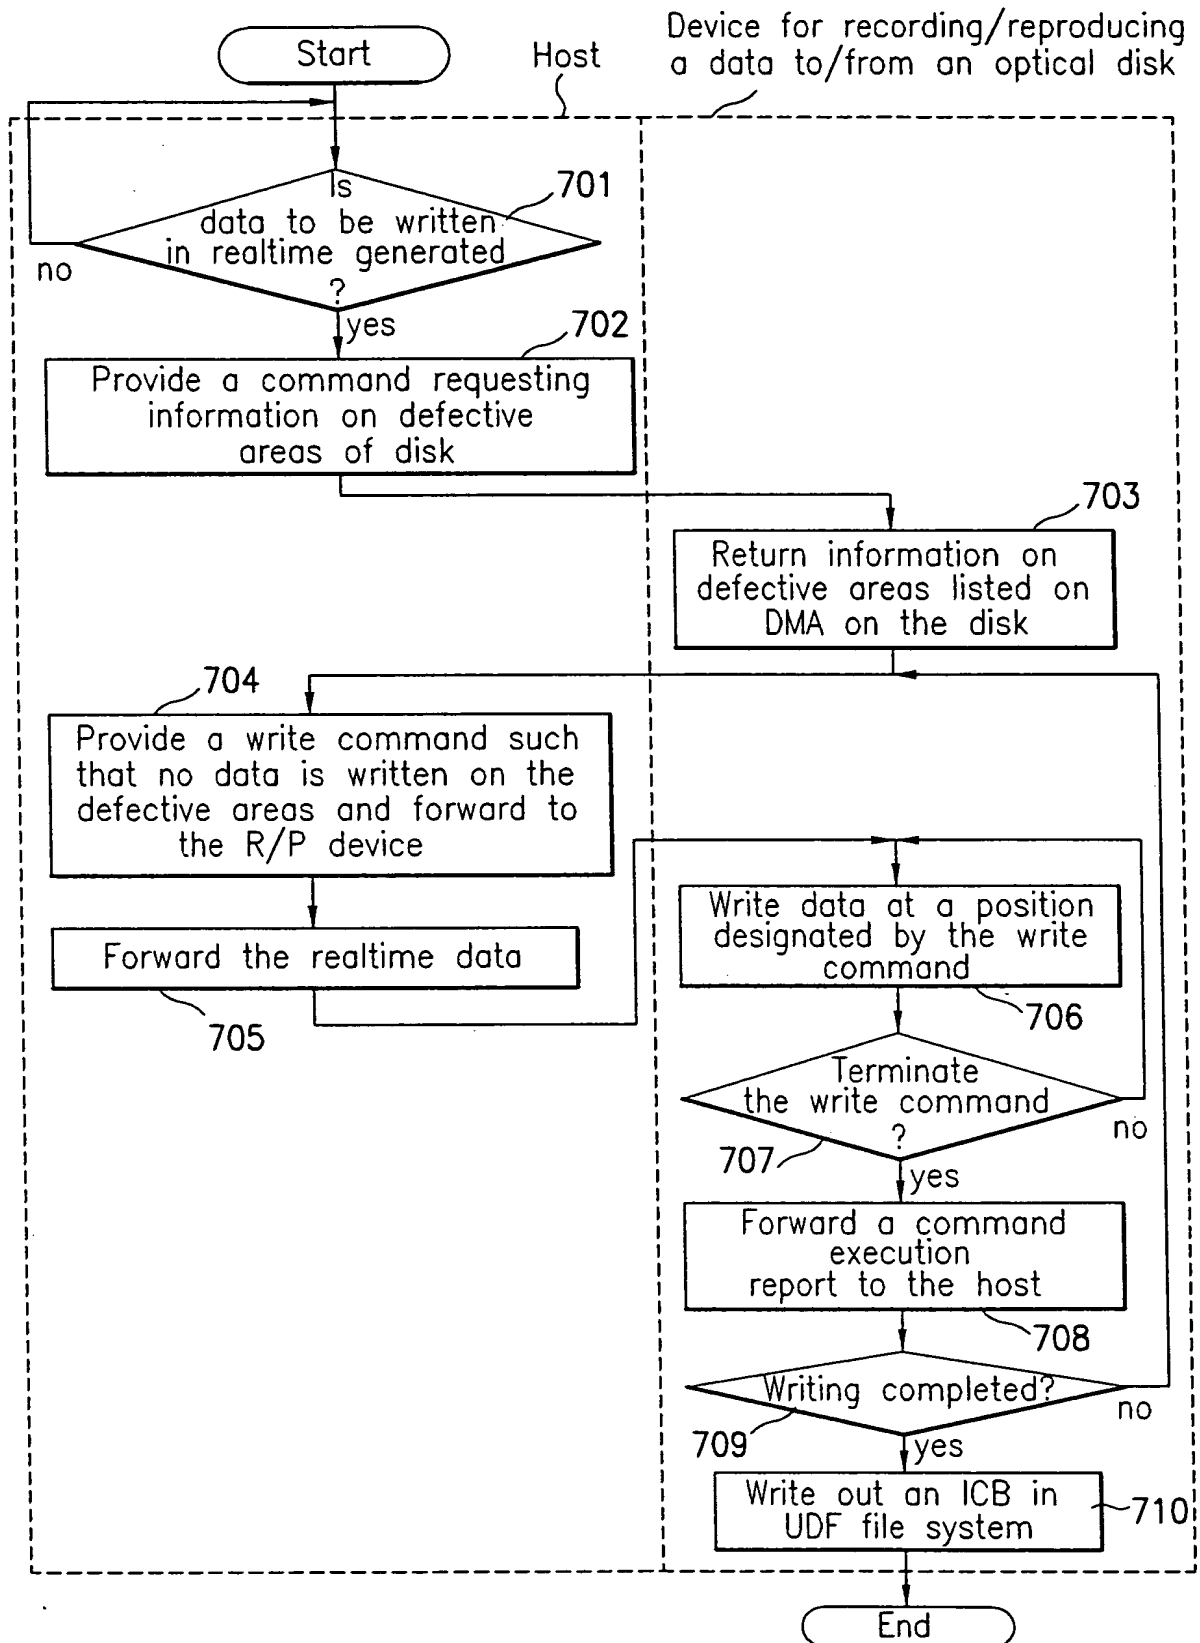 Device for recording/reproducing
a data to/from an optical disk
Start
Host
Is
data to be written
in realtime generated
?
701
no
yes
702
Provide a command requesting
information on defective
areas of disk
703
Return information on
defective areas listed on
DMA on the disk
704
Provide a write command such
that no data is written on the
defective areas and forward to
the R/P device
Forward the realtime data
705
Write data at a position
designated by the write
command
706
Terminate
the write command
?
707
no
yes
Forward a command
execution
report to the host
708
Writing completed?
709
no
yes
Write out an ICB in
UDF file system
710
End